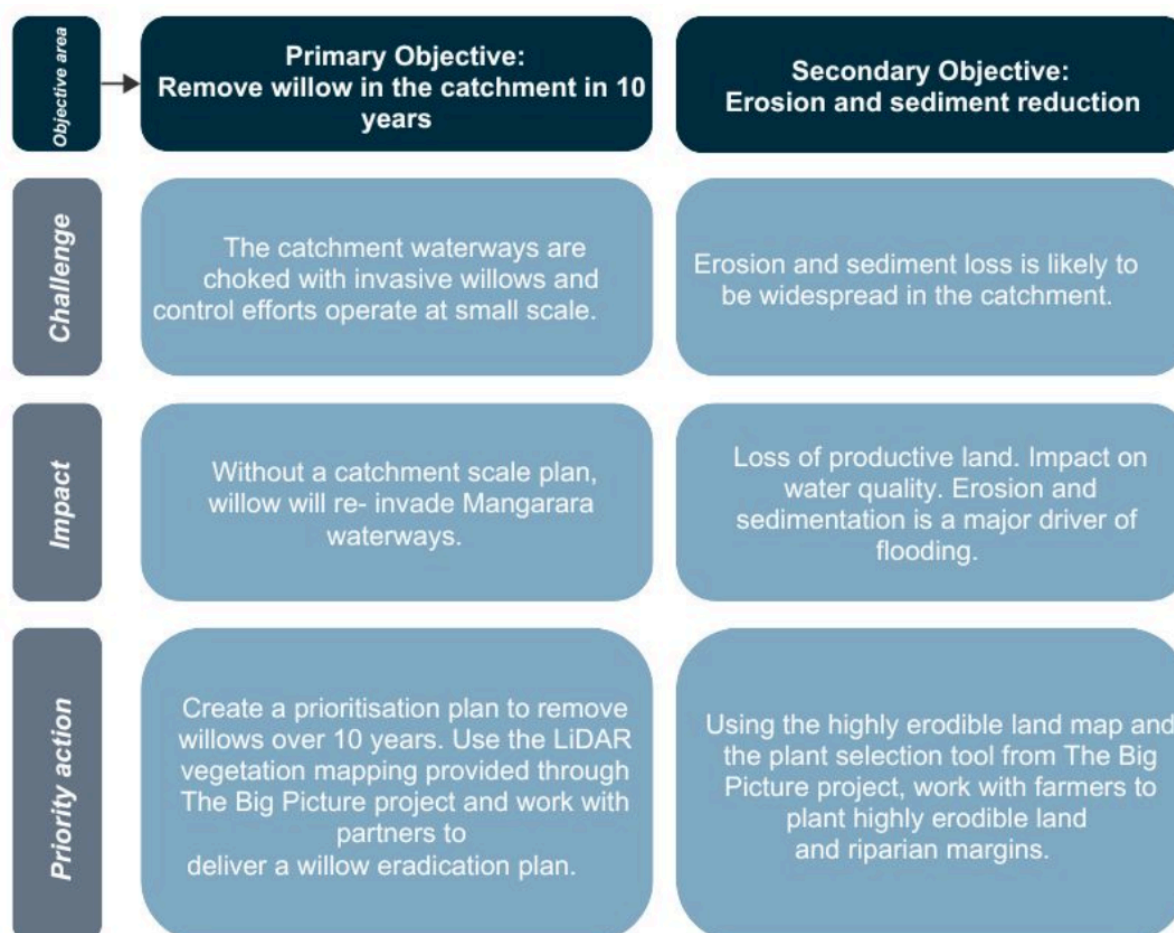 Objective area
Primary Objective:
Remove willow in the catchment in 10
years
Secondary Objective:
Erosion and sediment reduction
Challenge
The catchment waterways are
choked with invasive willows and
control efforts operate at small scale.
Erosion and sediment loss is likely to
be widespread in the catchment.
Impact
Without a catchment scale plan,
willow will re- invade Mangarara
waterways.
Loss of productive land. Impact on
water quality. Erosion and
sedimentation is a major driver of
flooding.
Priority action
Create a prioritisation plan to remove
willows over 10 years. Use the LiDAR
vegetation mapping provided through
The Big Picture project and work with
partners to
deliver a willow eradication plan.
Using the highly erodible land map and
the plant selection tool from The Big
Picture project, work with farmers to
plant highly erodible land
and riparian margins.